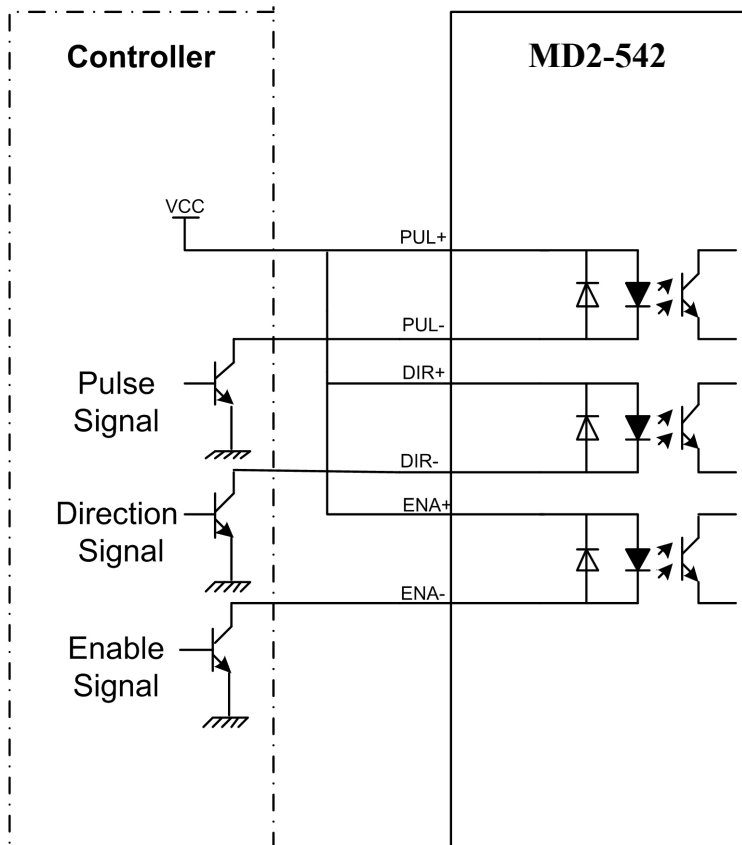 Controller
MD2-542
VCC
PUL+
PUL-
Pulse
Signal
DIR+
DIR-
Direction
Signal
ENA+
ENA-
Enable
Signal